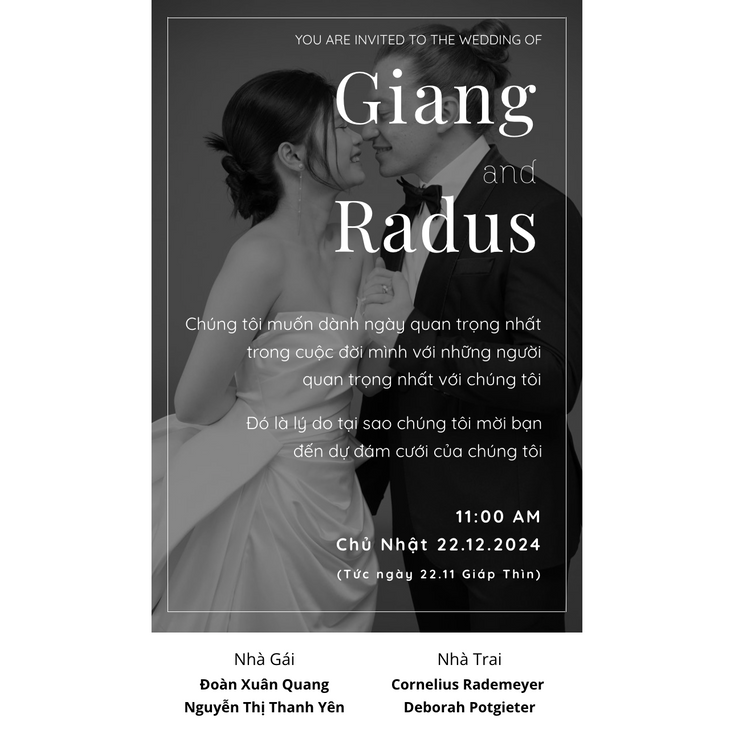 YOU ARE INVITED TO THE WEDDING OF
Giang
and
Radus
Chúng tôi muốn dành ngày quan trọng nhất
trong cuộc đời mình với những người
quan trọng nhất với chúng tôi
Đó là lý do tại sao chúng tôi mời bạn
đến dự đám cưới của chúng tôi
11:00 AM
Chủ Nhật 22.12.2024
(Tức ngày 22.11 Giáp Thìn)
Nhà Gái
Đoàn Xuân Quang
Nguyễn Thị Thanh Yên
Nhà Trai
Cornelius Rademeyer
Deborah Potgieter